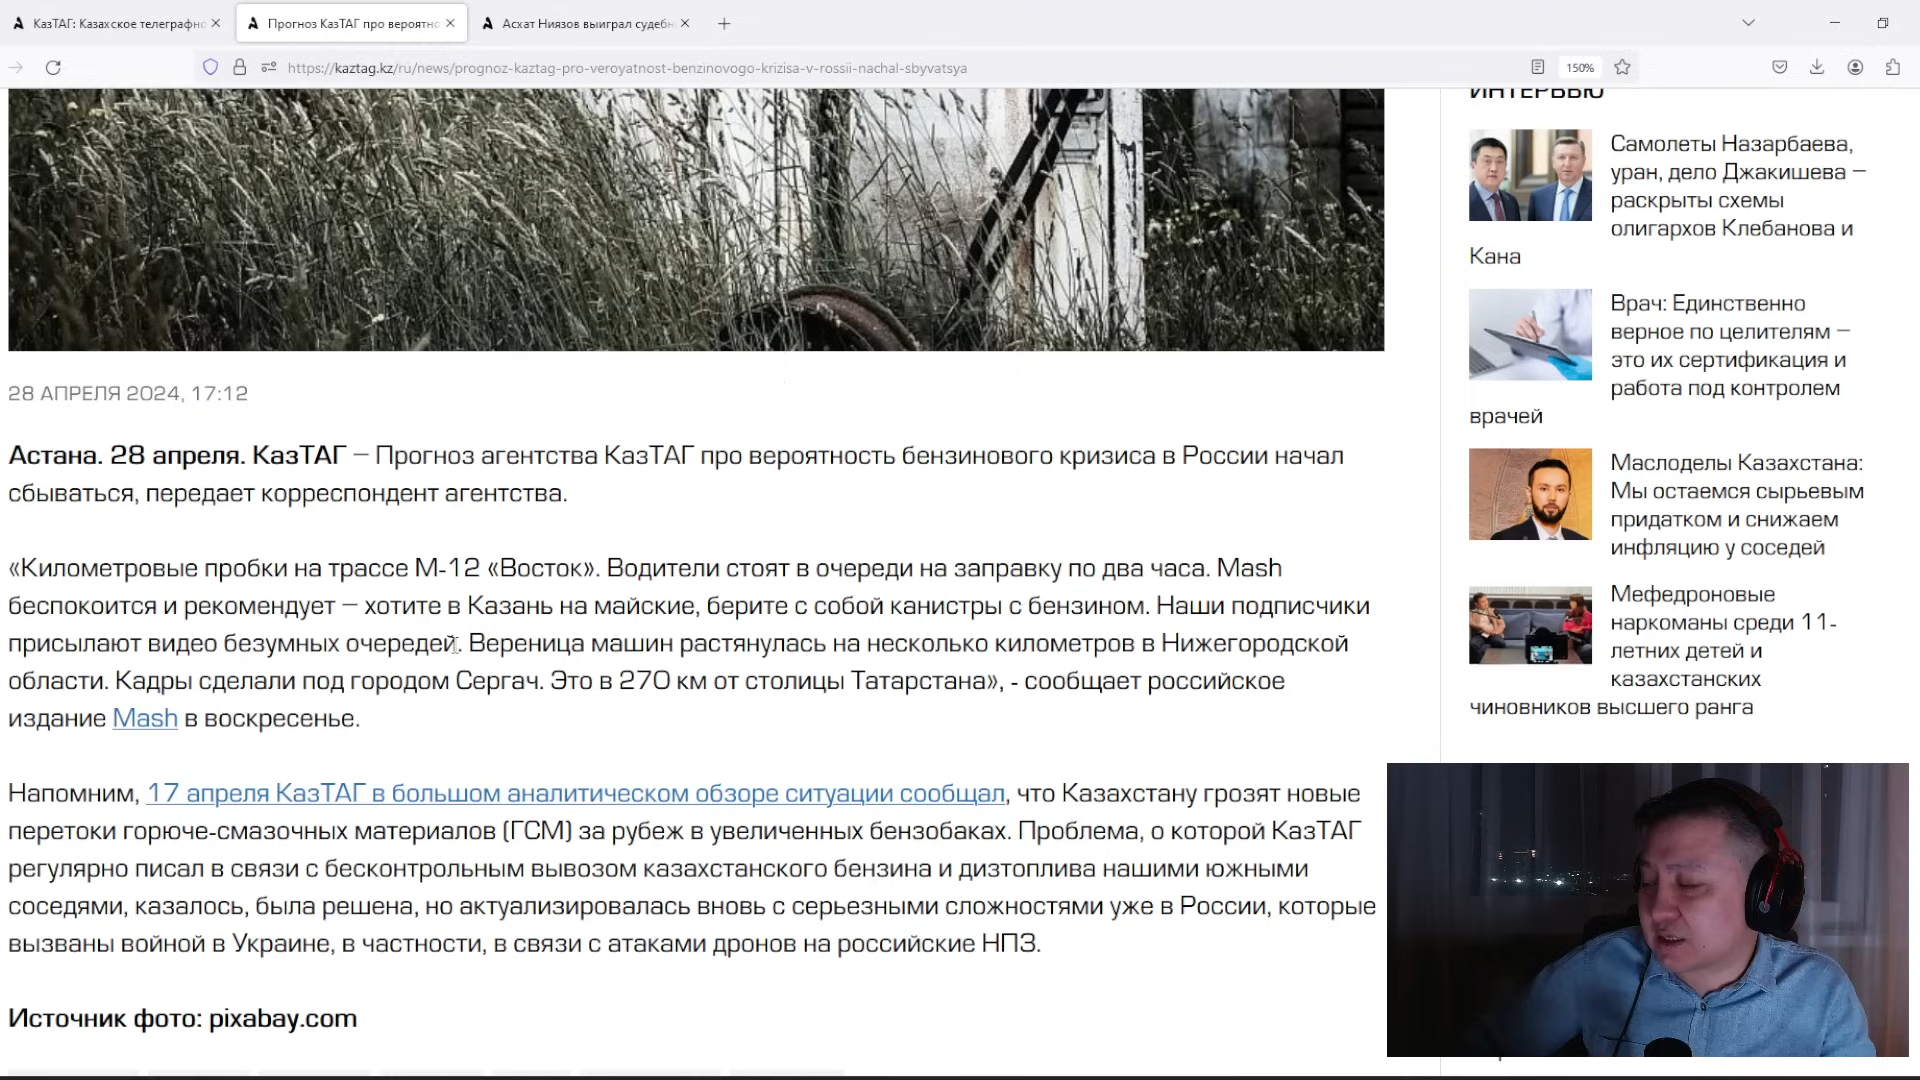 КазТАГ: Казахское телеграфно
Прогноз КазТАГ про вероятно
Асхат Ниязов выиграл судебн
https://kaztag.kz/ru/news/prognoz-kaztag-pro-veroyatnost-benzinovogo-krizisa-v-rossii-nachal-sbyvatsya
150%
28 АПРЕЛЯ 2024, 17:12
Астана. 28 апреля. КазТАГ – Прогноз агентства КазТАГ про вероятность бензинового кризиса в России начал
сбываться, передает корреспондент агентства.
«Километровые пробки на трассе М-12 «Восток». Водители стоят в очереди на заправку по два часа. Mash
беспокоится и рекомендует – хотите в Казань на майские, берите с собой канистры с бензином. Наши подписчики
присылают видео безумных очередей. Вереница машин растянулась на несколько километров в Нижегородской
области. Кадры сделали под городом Сергач. Это в 270 км от столицы Татарстана», - сообщает российское
издание Mash в воскресенье.
Напомним, 17 апреля КазТАГ в большом аналитическом обзоре ситуации сообщал, что Казахстану грозят новые
перетоки горюче-смазочных материалов (ГСМ) за рубеж в увеличенных бензобаках. Проблема, о которой КазТАГ
регулярно писал в связи с бесконтрольным вывозом казахстанского бензина и дизтоплива нашими южными
соседями, казалось, была решена, но актуализировалась вновь с серьезными сложностями уже в России, которые
вызваны войной в Украине, в частности, в связи с атаками дронов на российские НПЗ.
Источник фото: pixabay.com
ИНТЕРВЬЮ
Самолеты Назарбаева,
уран, дело Джакишева –
раскрыты схемы
олигархов Клебанова и
Кана
Врач: Единственно
верное по целителям –
это их сертификация и
работа под контролем
врачей
Маслоделы Казахстана:
Мы остаемся сырьевым
придатком и снижаем
инфляцию у соседей
Мефедроновые
наркоманы среди 11-
летних детей и
казахстанских
чиновников высшего ранга